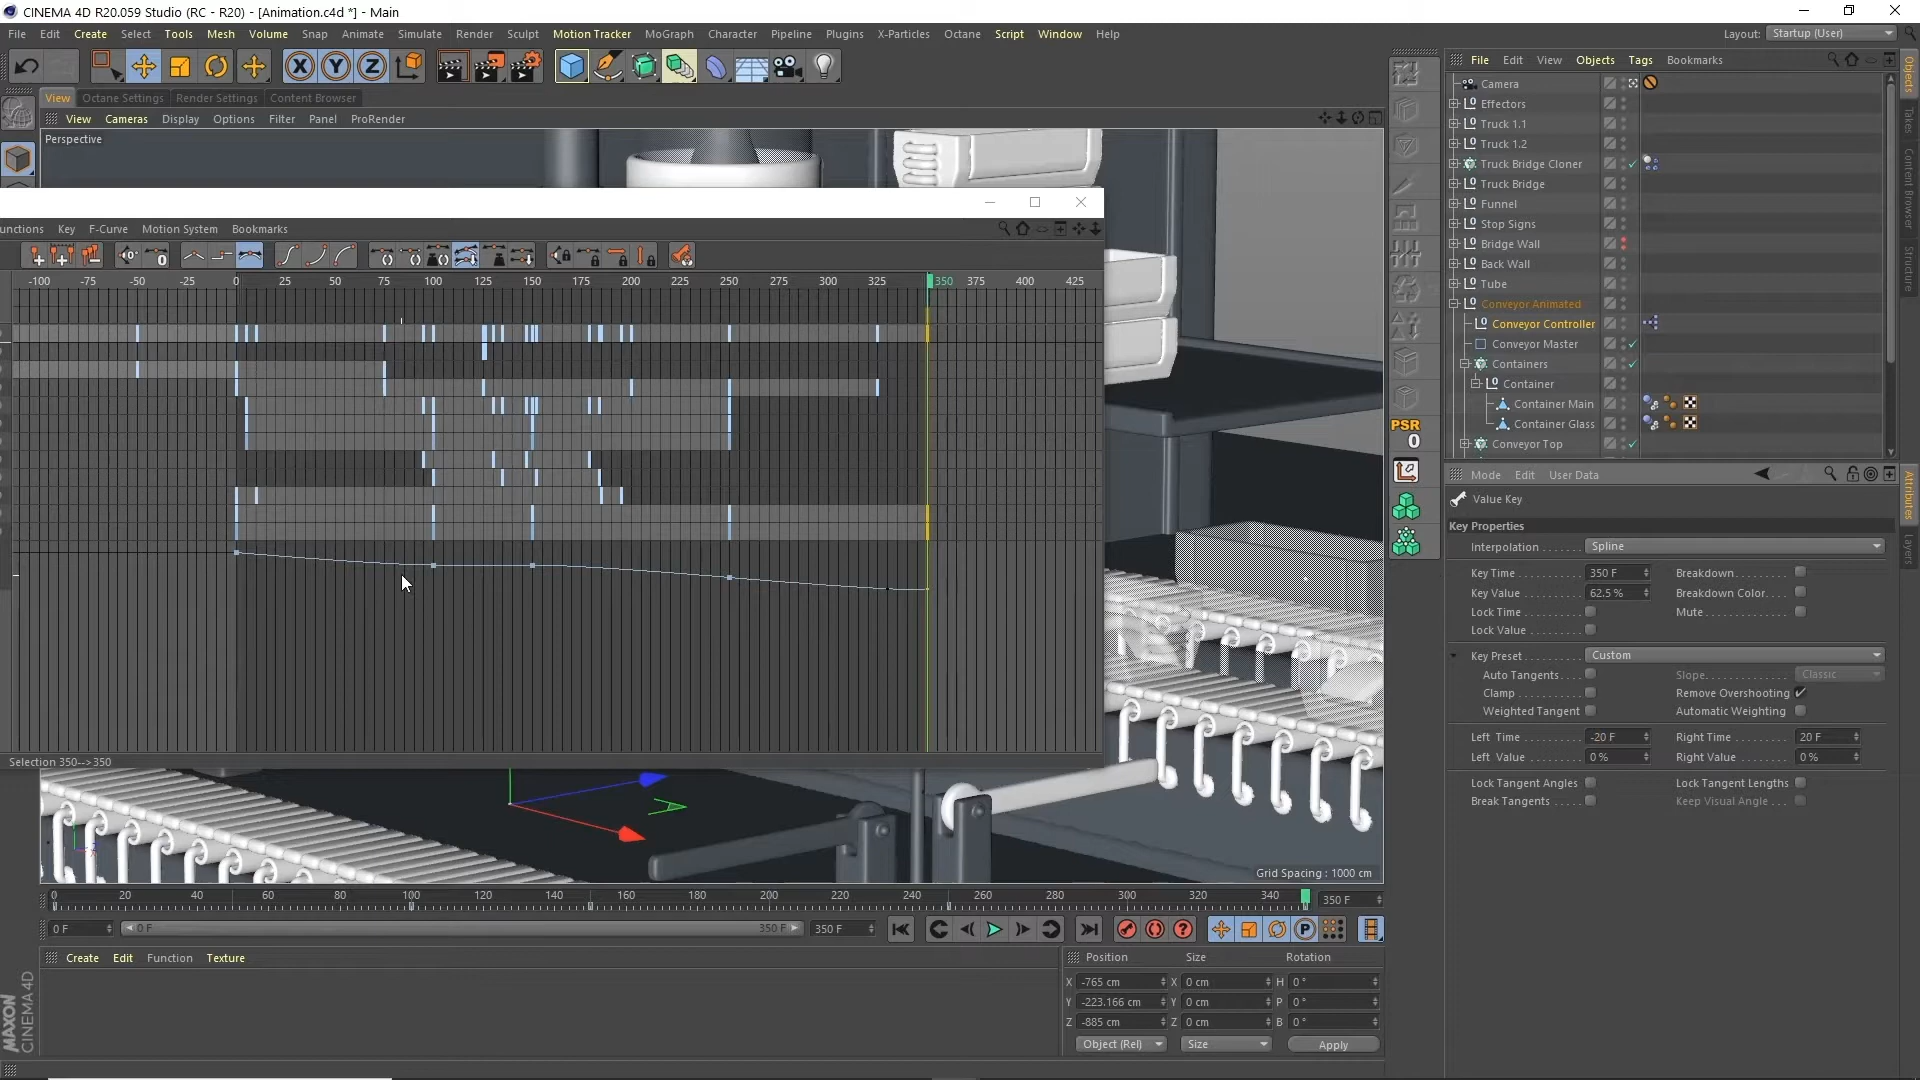 CINEMA 4D R20.059 Studio (RC - R20) - [Animation.c4d *] - Main
File Edit Create Select Tools Mesh Volume Snap Animate Simulate Render Sculpt Motion Tracker MoGraph Character Pipeline Plugins X-Particles Octane Script Window Help
Layout: Startup (User)
View Octane Settings Render Settings Content Browser
View Cameras Display Options Filter Panel ProRender
Perspective
unctions Key F-Curve Motion System Bookmarks
-100 -75 -50 -25 0 25 50 75 100 125 150 175 200 225 250 275 300 325 350 375 400 425
Selection 350-->350
Grid Spacing : 1000 cm
0 20 40 60 80 100 120 140 160 180 200 220 240 260 280 300 320 340 350 F
0 F 0 F 350 F 350 F
Create Edit Function Texture
MAXON
CINEMA 4D
Position Size Rotation
X -765 cm X 0 cm H 0 °
Y -223.166 cm Y 0 cm P 0 °
Z -885 cm Z 0 cm B 0 °
Object (Rel) Size Apply
PSR
0
File Edit View Objects Tags Bookmarks
Camera
Effectors
Truck 1.1
Truck 1.2
Truck Bridge Cloner
Truck Bridge
Funnel
Stop Signs
Bridge Wall
Back Wall
Tube
Conveyor Animated
Conveyor Controller
Conveyor Master
Containers
Container
Container Main
Container Glass
Conveyor Top
Objects
Takes
Content Browser
Structure
Mode Edit User Data
Value Key
Key Properties
Interpolation . . . . . . . Spline
Key Time . . . . . . . 350 F Breakdown. . . . . . . .
Key Value . . . . . . . 62.5 % Breakdown Color. . . .
Lock Time . . . . . . . Mute. . . . . . . . . . . .
Lock Value . . . . . . .
Key Preset . . . . . . . . . Custom
Auto Tangents. . . . Slope. . . . . . . . . . . . Classic
Clamp . . . . . . . . . Remove Overshooting
Weighted Tangent Automatic Weighting
Left Time . . . . . . . -20 F Right Time . . . . . . . 20 F
Left Value . . . . . . . 0 % Right Value . . . . . . 0 %
Lock Tangent Angles Lock Tangent Lengths
Break Tangents . . . . . Keep Visual Angle . . .
Attributes
Layers